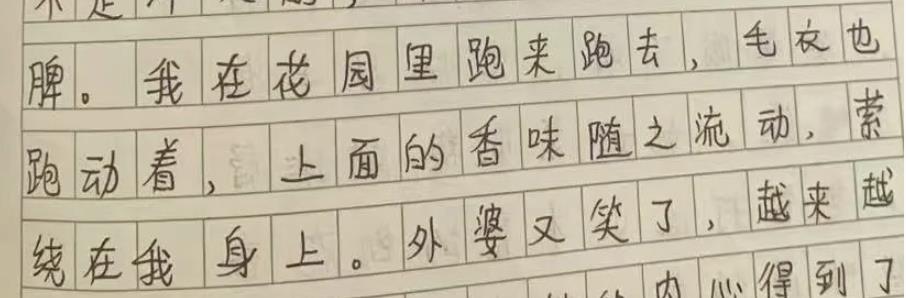 脾。我在花园里跑来跑去，毛衣也
跑动着，上面的香味随之流动，萦
绕在我身上。外婆又笑了，越来越
内心得到了